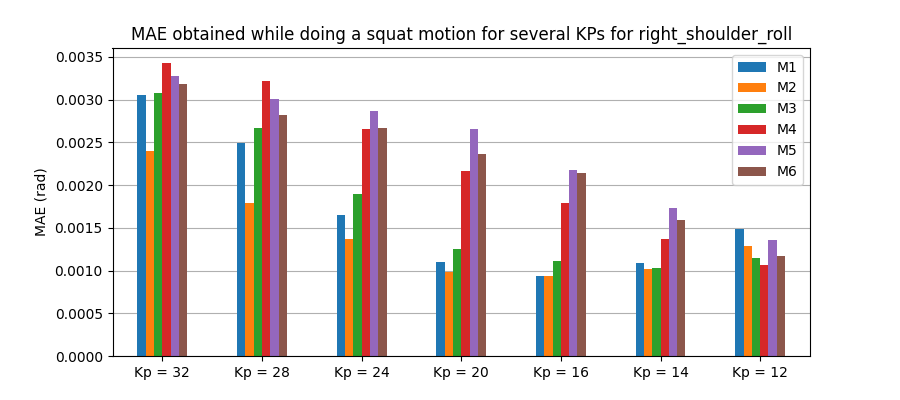 MAE obtained while doing a squat motion for several KPs for right_shoulder_roll
MAE (rad)
0.0035
0.0030
0.0025
0.0020
0.0015
0.0010
0.0005
0.0000
M1
M2
M3
M4
M5
M6
Kp = 32
Kp = 28
Kp = 24
Kp = 20
Kp = 16
Kp = 14
Kp = 12